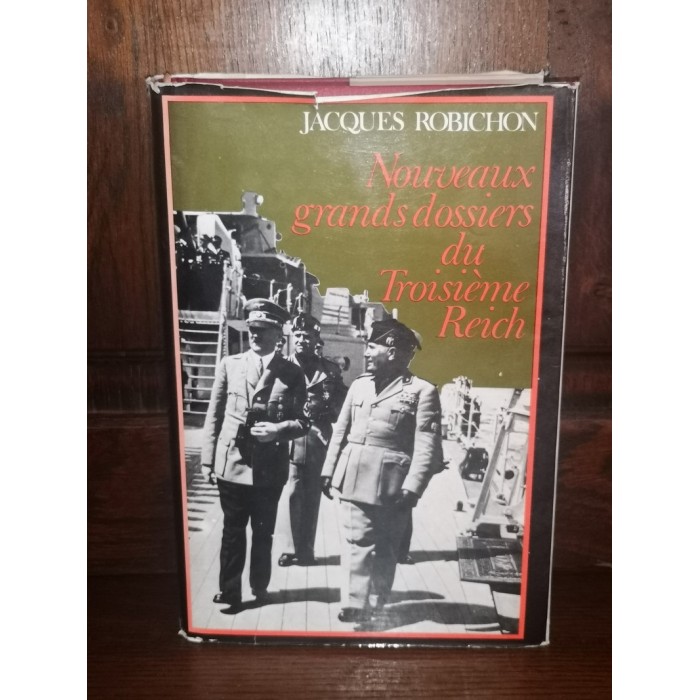 JACQUES ROBICHON
Nouveaux
grands dossiers
du
Troisième
Reich